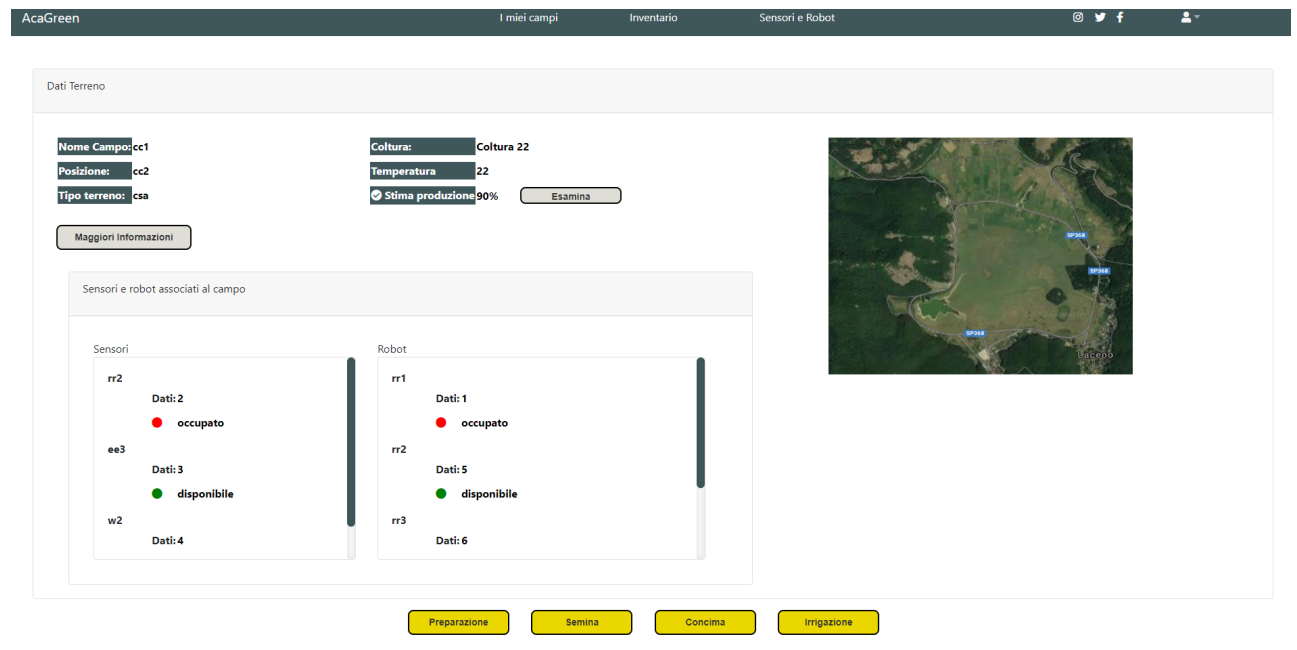 AcaGreen I miei campi Inventario Sensori e Robot
Dati Terreno
Nome Campo: cc1 Coltura: Coltura 22
Posizione: cc2 Temperatura 22
Tipo terreno: csa Stima produzione 90% Esamina
Maggiori Informazioni
SP368
SP368
SP368
Laceno
Sensori e robot associati al campo
Sensori
rr2
Dati: 2
occupato
ee3
Dati: 3
disponibile
w2
Dati: 4
Robot
rr1
Dati: 1
occupato
rr2
Dati: 5
disponibile
rr3
Dati: 6
Preparazione Semina Concima Irrigazione